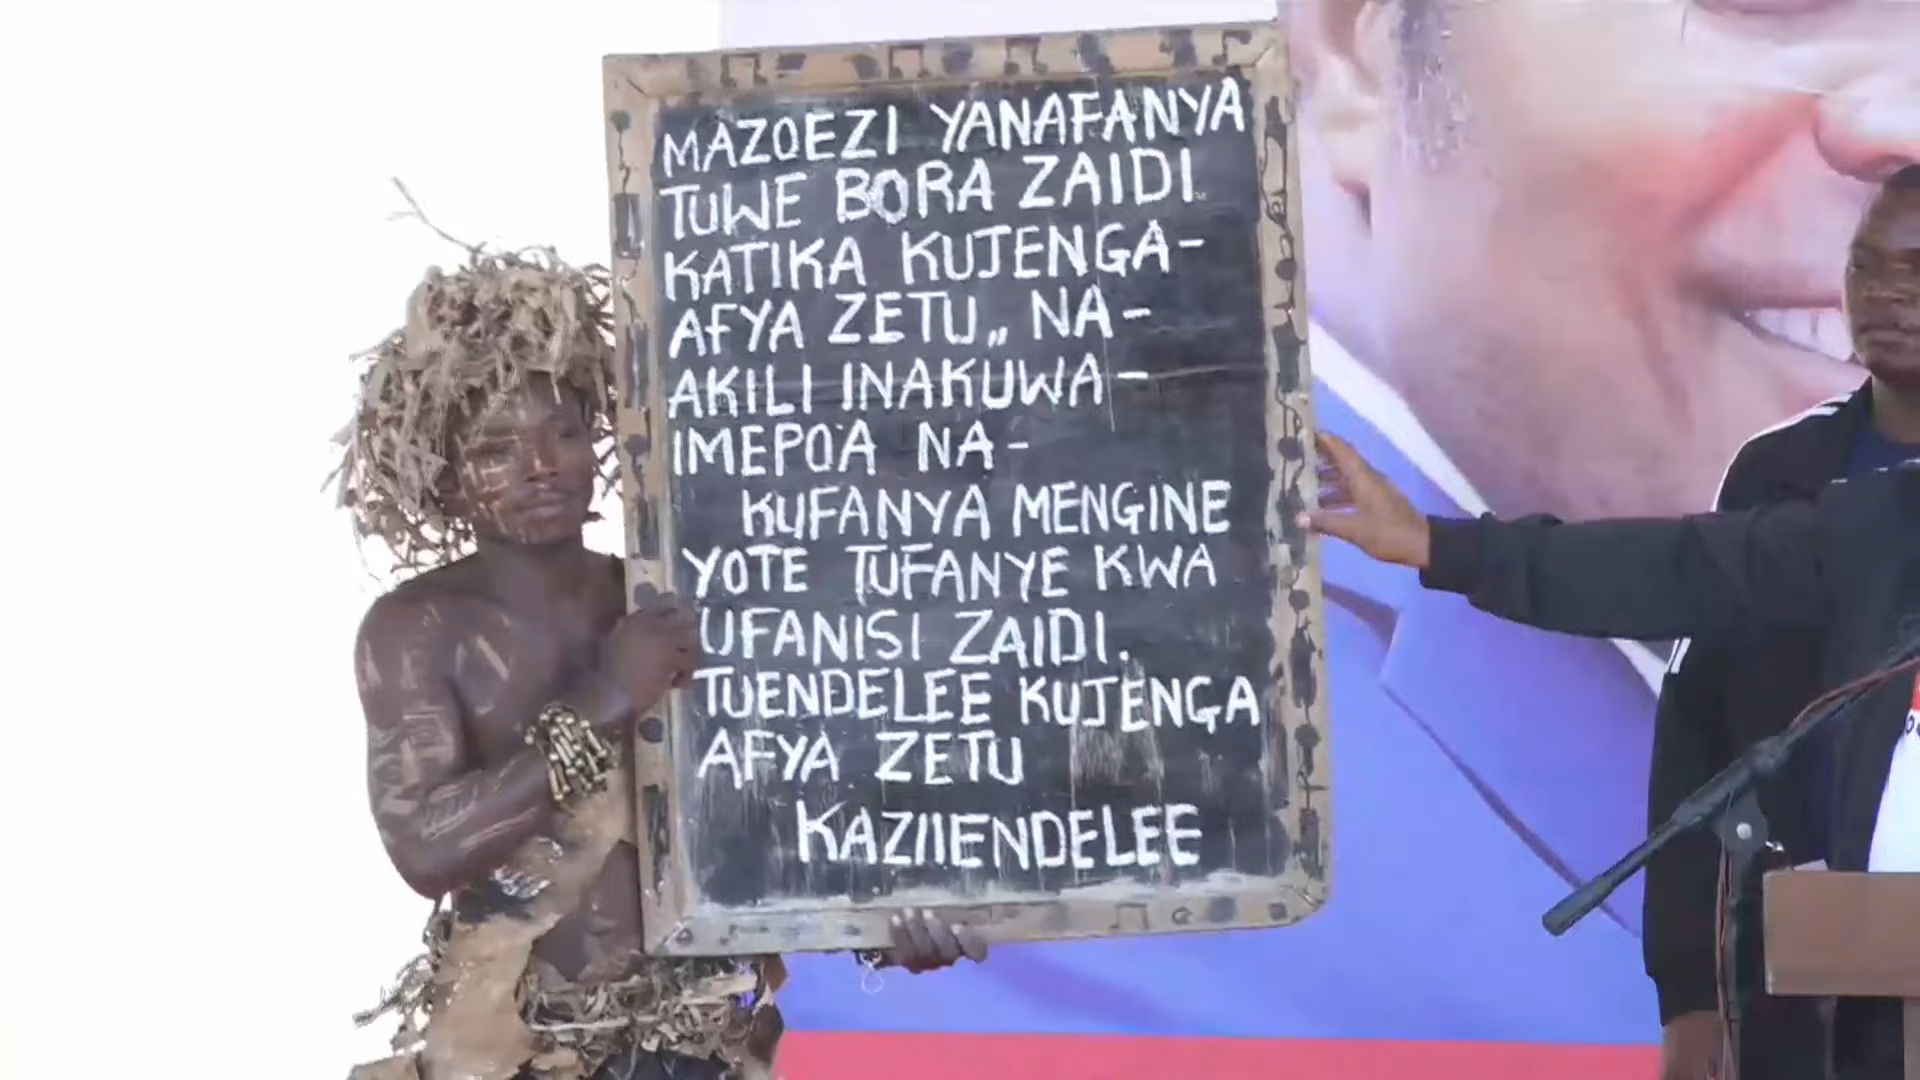 MAZOEZI YANAFANYA
TUWE BORA ZAIDI
KATIKA KUJENGA-
AFYA ZETU,, NA-
AKILI INAKUWA-
IMEPOA NA-
KUFANYA MENGINE
YOTE TUFANYE KWA
UFANISI ZAIDI.
TUENDELEE KUJENGA
AFYA ZETU
KAZIIENDELEE